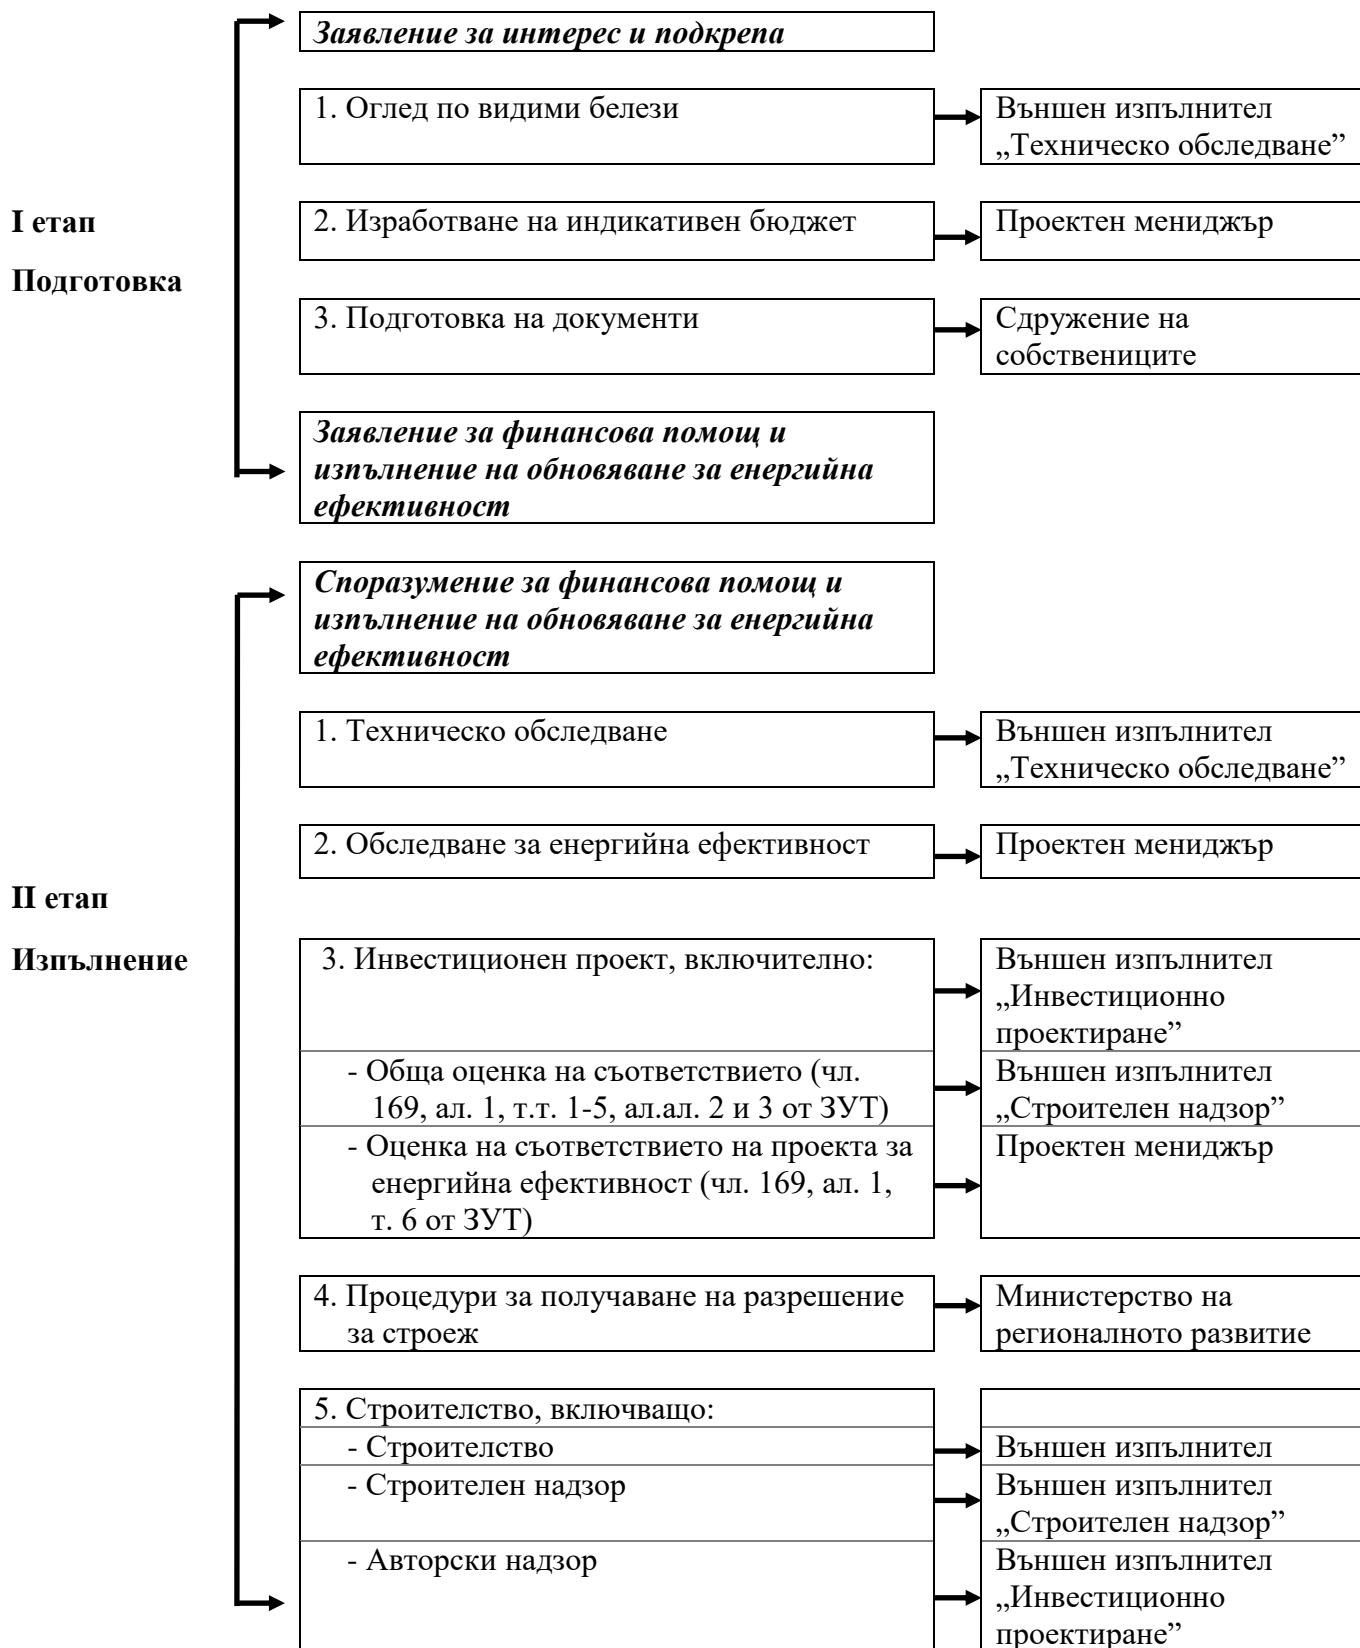 Заявление за интерес и подкрепа
1. Оглед по видими белези
Външен изпълнител
„Техническо обследване”
I етап
Подготовка
2. Изработване на индикативен бюджет
Проектен мениджър
3. Подготовка на документи
Сдружение на
собствениците
Заявление за финансова помощ и
изпълнение на обновяване за енергийна
ефективност
Споразумение за финансова помощ и
изпълнение на обновяване за енергийна
ефективност
1. Техническо обследване
Външен изпълнител
„Техническо обследване”
2. Обследване за енергийна ефективност
Проектен мениджър
II етап
Изпълнение
3. Инвестиционен проект, включително:
Външен изпълнител
„Инвестиционно
проектиране”
- Обща оценка на съответствието (чл.
169, ал. 1, т.т. 1-5, ал.ал. 2 и 3 от ЗУТ)
Външен изпълнител
„Строителен надзор”
- Оценка на съответствието на проекта за
енергийна ефективност (чл. 169, ал. 1,
т. 6 от ЗУТ)
Проектен мениджър
4. Процедури за получаване на разрешение
за строеж
Министерство на
регионалното развитие
5. Строителство, включващо:
- Строителство
Външен изпълнител
- Строителен надзор
Външен изпълнител
„Строителен надзор”
- Авторски надзор
Външен изпълнител
„Инвестиционно
проектиране”